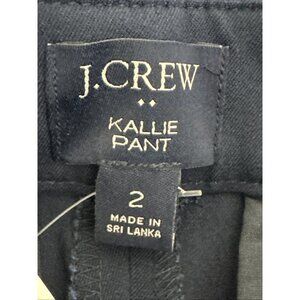 J.CREW
KALLIE
PANT
2
MADE IN
SRI LANKA